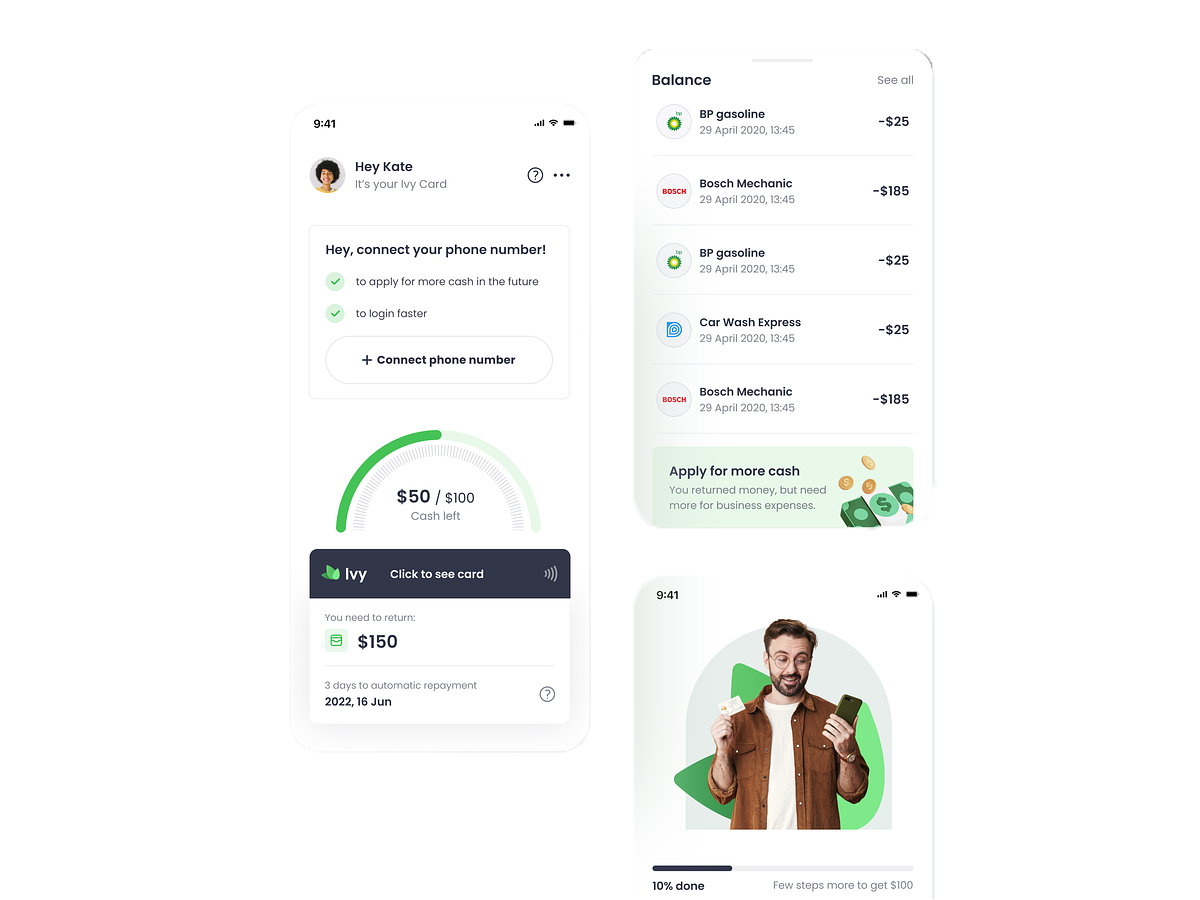 9:41
Hey Kate
It's your Ivy Card
?
Hey, connect your phone number!
to apply for more cash in the future
to login faster
+ Connect phone number
$50 / $100
Cash left
Ivy Click to see card
You need to return:
$150
3 days to automatic repayment
2022, 16 Jun
?
Balance See all
bp
BP gasoline
29 April 2020, 13:45
-$25
BOSCH
Bosch Mechanic
29 April 2020, 13:45
-$185
bp
BP gasoline
29 April 2020, 13:45
-$25
Car Wash Express
29 April 2020, 13:45
-$25
BOSCH
Bosch Mechanic
29 April 2020, 13:45
-$185
Apply for more cash
You returned money, but need
more for business expenses.
9:41
10% done Few steps more to get $100